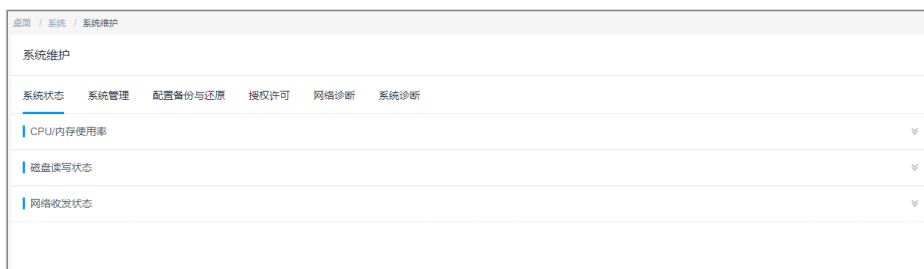 桌面 / 系统 / 系统维护
系统维护
系统状态 系统管理 配置备份与还原 授权许可 网络诊断 系统诊断
CPU/内存使用率
磁盘读写状态
网络收发状态